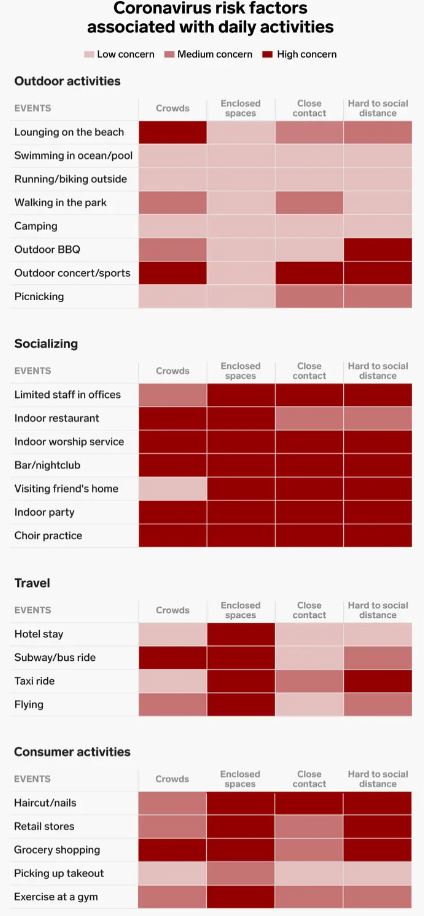 Coronavirus risk factors
associated with daily activities
Low concern Medium concern High concern
Outdoor activities
EVENTS Crowds Enclosed spaces Close contact Hard to social distance
Lounging on the beach
Swimming in ocean/pool
Running/biking outside
Walking in the park
Camping
Outdoor BBQ
Outdoor concert/sports
Picnicking
Socializing
EVENTS Crowds Enclosed spaces Close contact Hard to social distance
Limited staff in offices
Indoor restaurant
Indoor worship service
Bar/nightclub
Visiting friend's home
Indoor party
Choir practice
Travel
EVENTS Crowds Enclosed spaces Close contact Hard to social distance
Hotel stay
Subway/bus ride
Taxi ride
Flying
Consumer activities
EVENTS Crowds Enclosed spaces Close contact Hard to social distance
Haircut/nails
Retail stores
Grocery shopping
Picking up takeout
Exercise at a gym